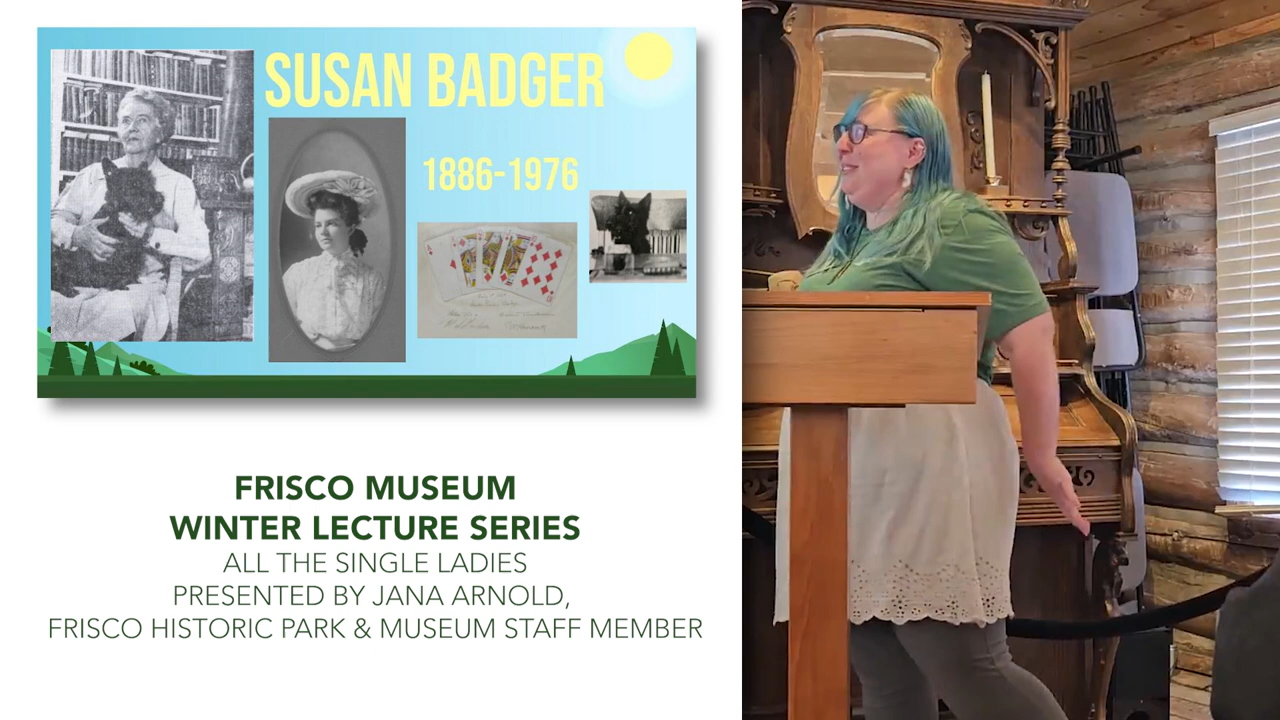 SUSAN BADGER
1886-1976
FRISCO MUSEUM
WINTER LECTURE SERIES
ALL THE SINGLE LADIES
PRESENTED BY JANA ARNOLD,
FRISCO HISTORIC PARK & MUSEUM STAFF MEMBER